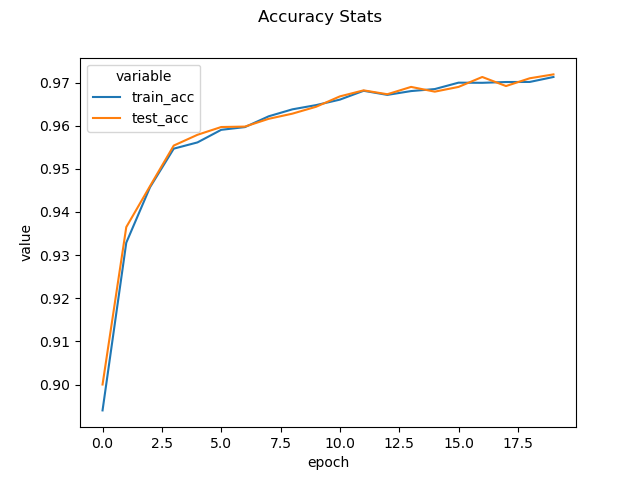 Accuracy Stats
variable
train_acc
test_acc
0.97
0.96
0.95
0.94
0.93
0.92
0.91
0.90
value
0.0 2.5 5.0 7.5 10.0 12.5 15.0 17.5
epoch